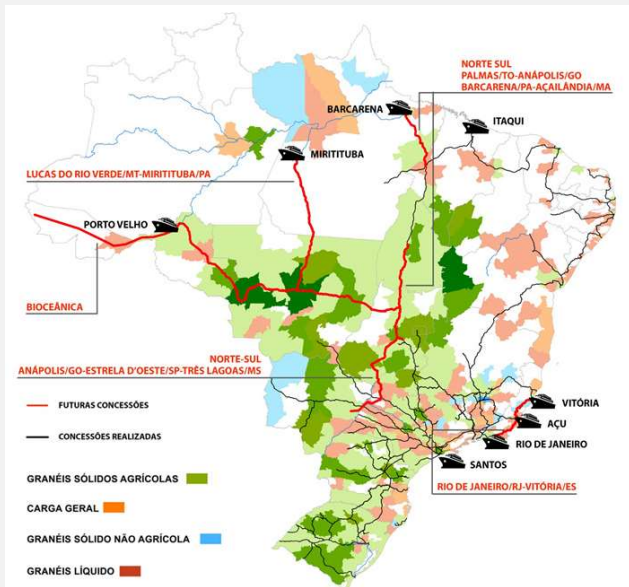 NORTE SUL
PALMAS/TO-ANÁPOLIS/GO
BARCARENA/PA-AÇAILÂNDIA/MA
BARCARENA
ITAQUI
MIRITITUBA
LUCAS DO RIO VERDE/MT-MIRITITUBA/PA
PORTO VELHO
BIOCEÂNICA
NORTE-SUL
ANÁPOLIS/GO-ESTRELA D'OESTE/SP-TRÊS LAGOAS/MS
VITÓRIA
AÇU
RIO DE JANEIRO
SANTOS
RIO DE JANEIRO/RJ-VITÓRIA/ES
FUTURAS CONCESSÕES
CONCESSÕES REALIZADAS
GRANÉIS SÓLIDOS AGRÍCOLAS
CARGA GERAL
GRANÉIS SÓLIDO NÃO AGRÍCOLA
GRANÉIS LÍQUIDO